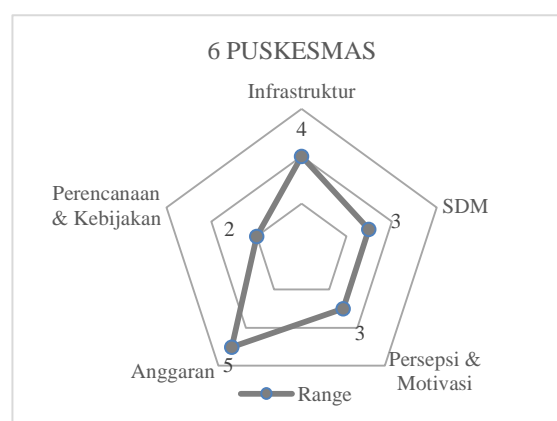 6 PUSKESMAS
Infrastruktur
4
Perencanaan
& Kebijakan
2
3
SDM
3
Anggaran
5
Persepsi &
Motivasi
Range